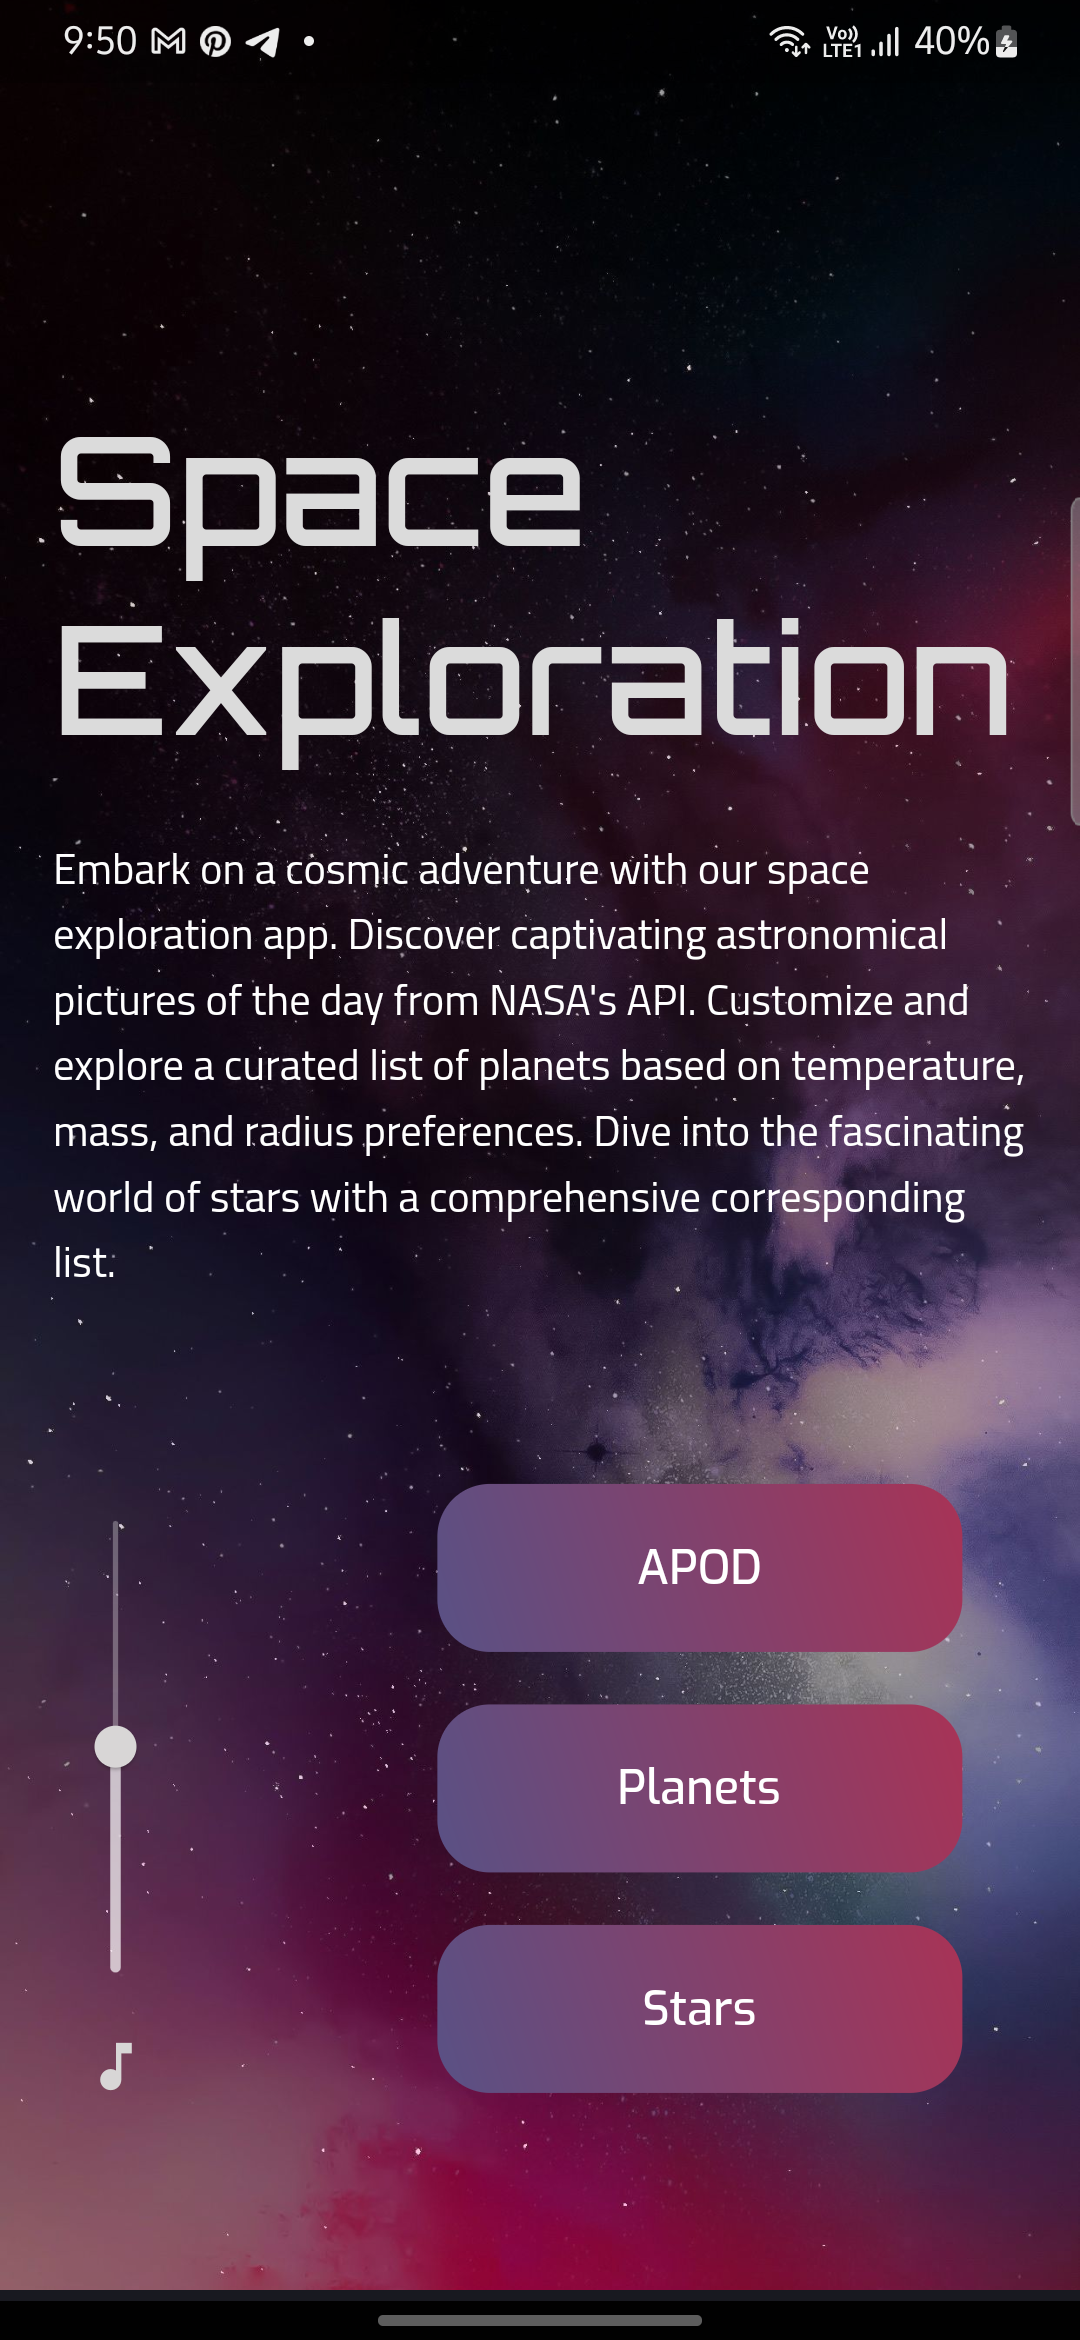 9:50
Vo))
LTE1
40%
Space
Exploration
Embark on a cosmic adventure with our space
exploration app. Discover captivating astronomical
pictures of the day from NASA's API. Customize and
explore a curated list of planets based on temperature,
mass, and radius preferences. Dive into the fascinating
world of stars with a comprehensive corresponding
list.
APOD
Planets
Stars